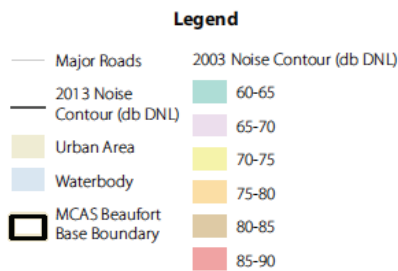 Legend
Major Roads
2013 Noise
Contour (db DNL)
Urban Area
Waterbody
MCAS Beaufort
Base Boundary
2003 Noise Contour (db DNL)
60-65
65-70
70-75
75-80
80-85
85-90